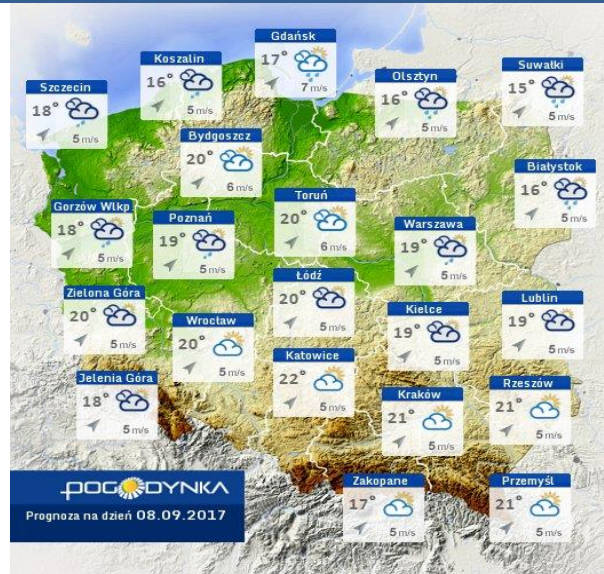 Gdańsk
17°
7 m/s
Koszalin
16°
5 m/s
Suwałki
15°
5 m/s
Olsztyn
16°
5 m/s
Szczecin
18°
5 m/s
Bydgoszcz
20°
6 m/s
Białystok
16°
5 m/s
Toruń
20°
6 m/s
Gorzów Wlkp
18°
5 m/s
Poznań
19°
5 m/s
Warszawa
19°
5 m/s
Łódź
20°
5 m/s
Zielona Góra
20°
5 m/s
Lublin
19°
5 m/s
Kielce
19°
5 m/s
Wrocław
20°
5 m/s
Katowice
22°
5 m/s
Jelenia Góra
18°
5 m/s
Rzeszów
21°
5 m/s
Kraków
21°
5 m/s
Zakopane
17°
5 m/s
Przemyśl
21°
5 m/s
POGODYNKA
Prognoza na dzień 08.09.2017